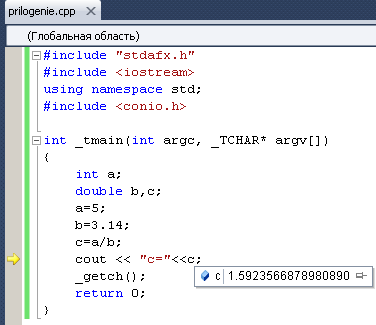 prilogenie.cpp
(Глобальная область)
#include "stdafx.h"
#include <iostream>
using namespace std;
#include <conio.h>
int _tmain(int argc, _TCHAR* argv[])
{
int a;
double b,c;
a=5;
b=3.14;
c=a/b;
cout << "c="<<c;
_getch();
c 1.5923566878980890
return 0;
}